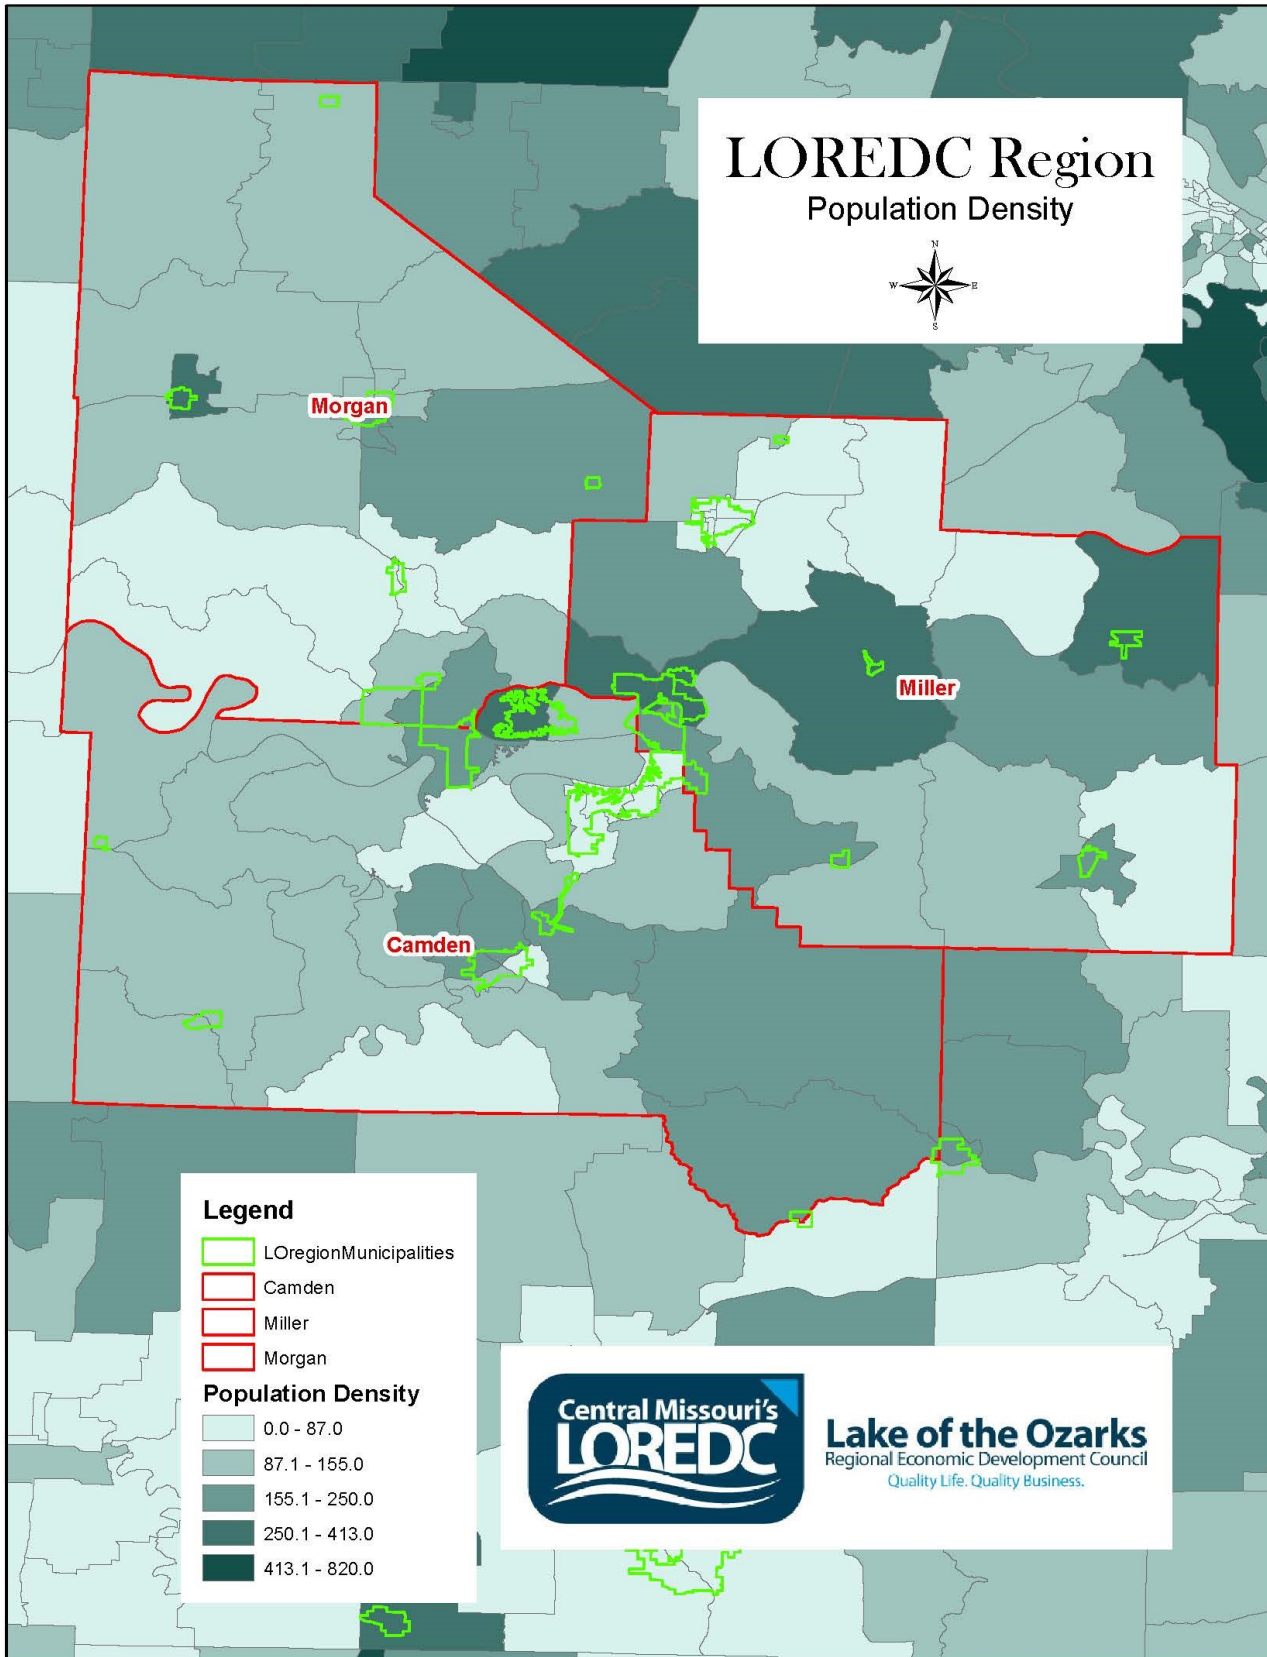 LOREDC Region
Population Density
N
W E
S
Morgan
Miller
Camden
Legend
LOregionMunicipalities
Camden
Miller
Morgan
Population Density
0.0 - 87.0
87.1 - 155.0
155.1 - 250.0
250.1 - 413.0
413.1 - 820.0
Central Missouri's
LOREDC
Lake of the Ozarks
Regional Economic Development Council
Quality Life. Quality Business.